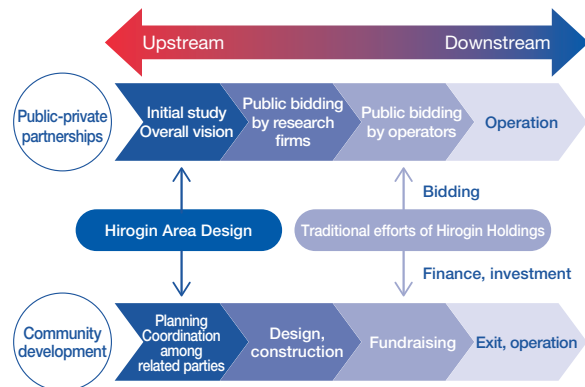 Upstream
Downstream
Public-private
partnerships
Initial study
Overall vision
Public bidding
by research
firms
Public bidding
by operators
Operation
Bidding
Hirogin Area Design
Traditional efforts of Hirogin Holdings
Finance, investment
Community
development
Planning
Coordination
among
related parties
Design,
construction
Fundraising
Exit, operation